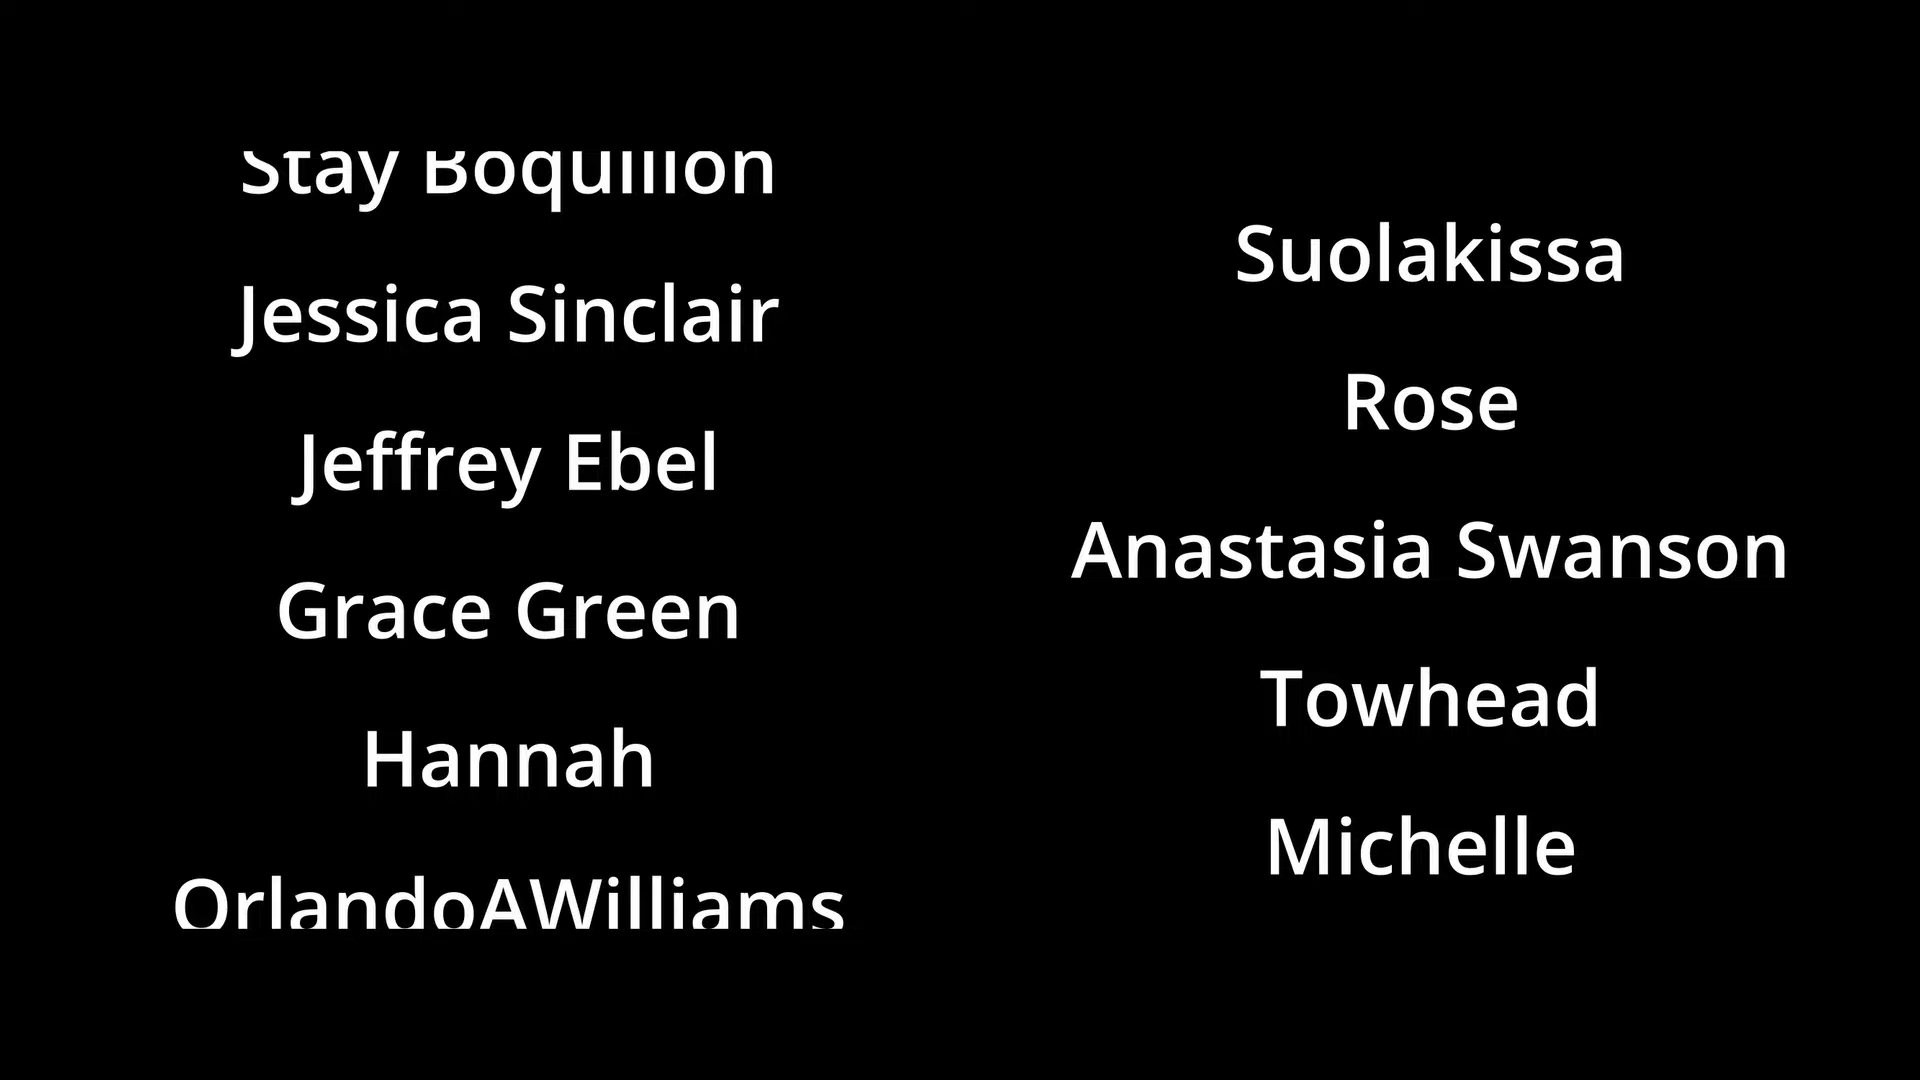 Stay Boquillon
Jessica Sinclair
Jeffrey Ebel
Grace Green
Hannah
OrlandoAWilliams
Suolakissa
Rose
Anastasia Swanson
Towhead
Michelle